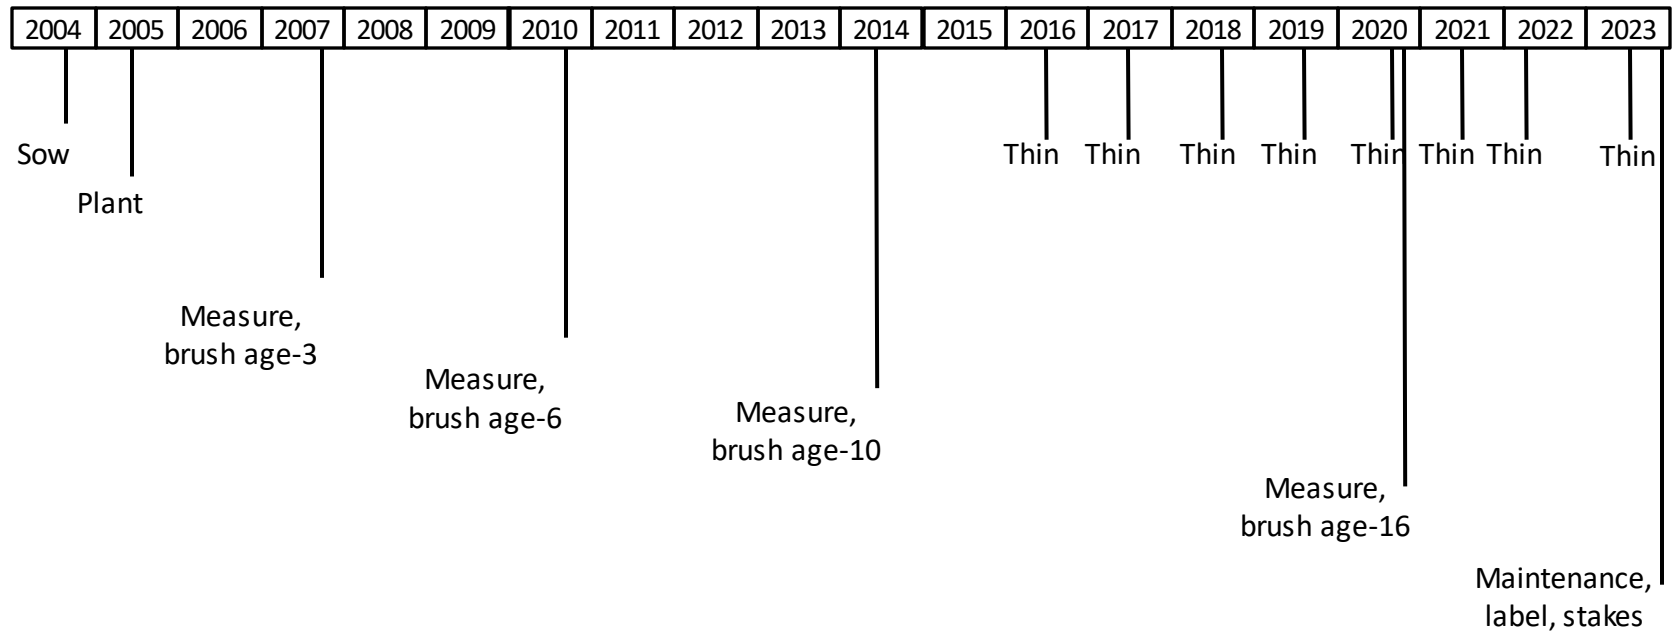 2004 2005 2006 2007 2008 2009 2010 2011 2012 2013 2014 2015 2016 2017 2018 2019 2020 2021 2022 2023
Sow
Thin Thin Thin Thin Thin Thin Thin Thin
Plant
Measure,
brush age-3
Measure,
brush age-6
Measure,
brush age-10
Measure,
brush age-16
Maintenance,
label, stakes